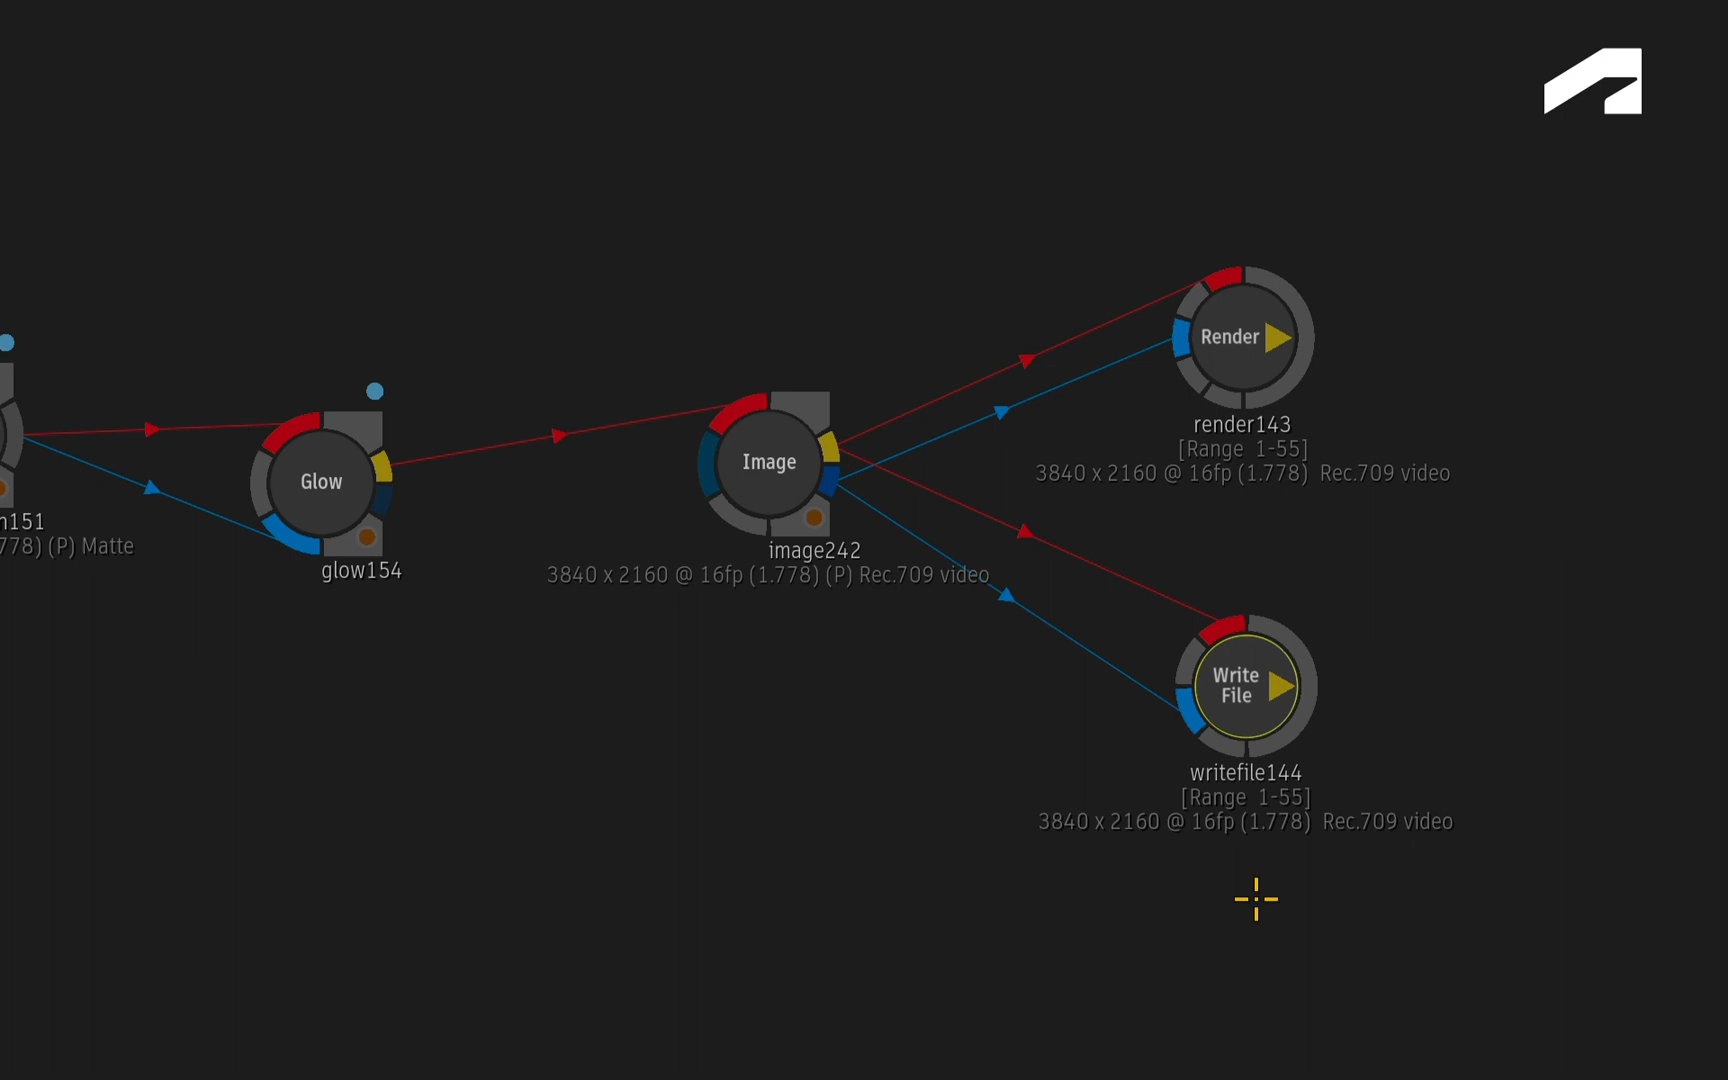 Render
render143
[Range 1-55]
3840 x 2160 @ 16fp (1.778) Rec.709 video
Image
image242
3840 x 2160 @ 16fp (1.778) (P) Rec.709 video
Glow
glow154
n151
778) (P) Matte
Write
File
writefile144
[Range 1-55]
3840 x 2160 @ 16fp (1.778) Rec.709 video